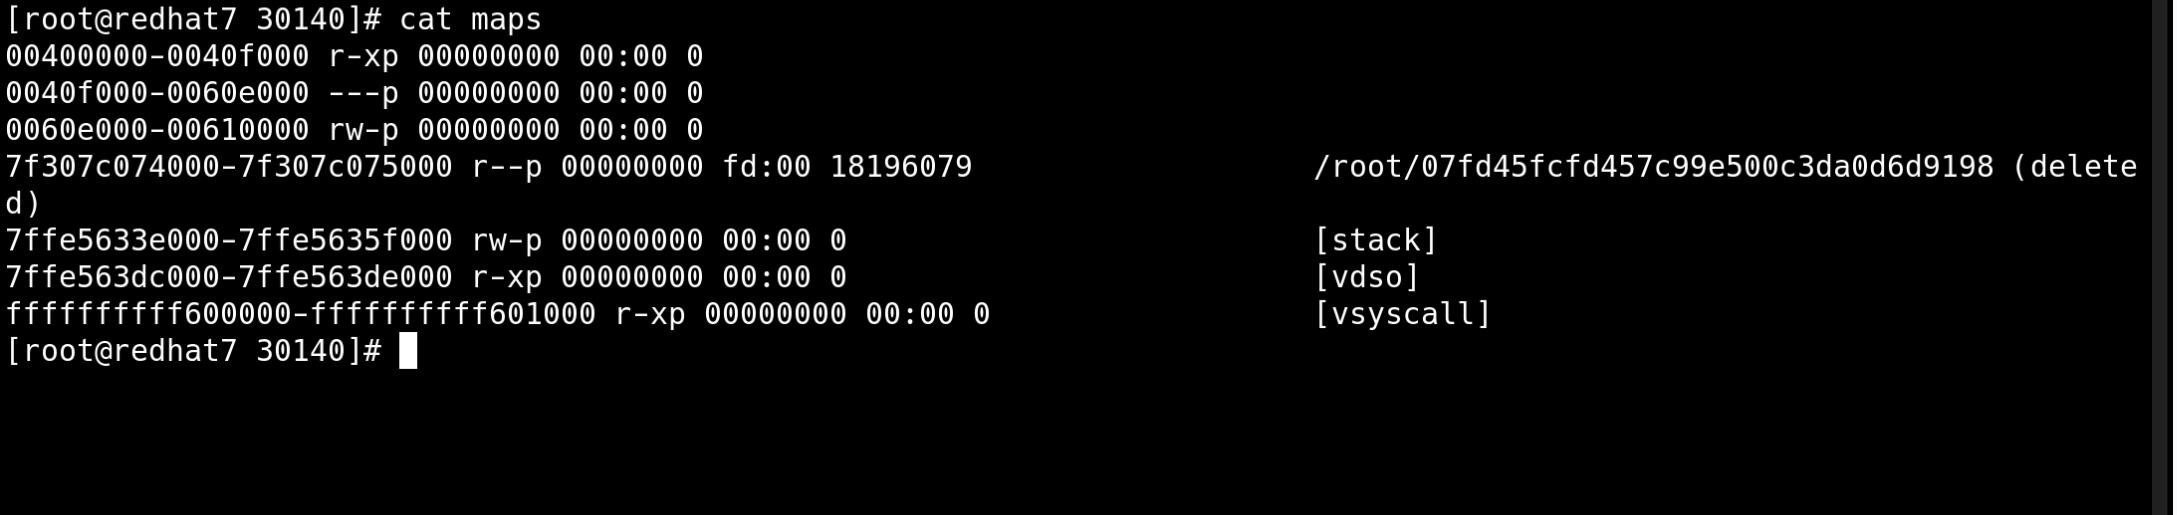 [root@redhat7 30140]# cat maps
00400000-0040f000 r-xp 00000000 00:00 0
0040f000-0060e000 ---p 00000000 00:00 0
0060e000-00610000 rw-p 00000000 00:00 0
7f307c074000-7f307c075000 r--p 00000000 fd:00 18196079 /root/07fd45fcfd457c99e500c3da0d6d9198 (delete
d)
7ffe5633e000-7ffe5635f000 rw-p 00000000 00:00 0 [stack]
7ffe563dc000-7ffe563de000 r-xp 00000000 00:00 0 [vdso]
ffffffffff600000-ffffffffff601000 r-xp 00000000 00:00 0 [vsyscall]
[root@redhat7 30140]#